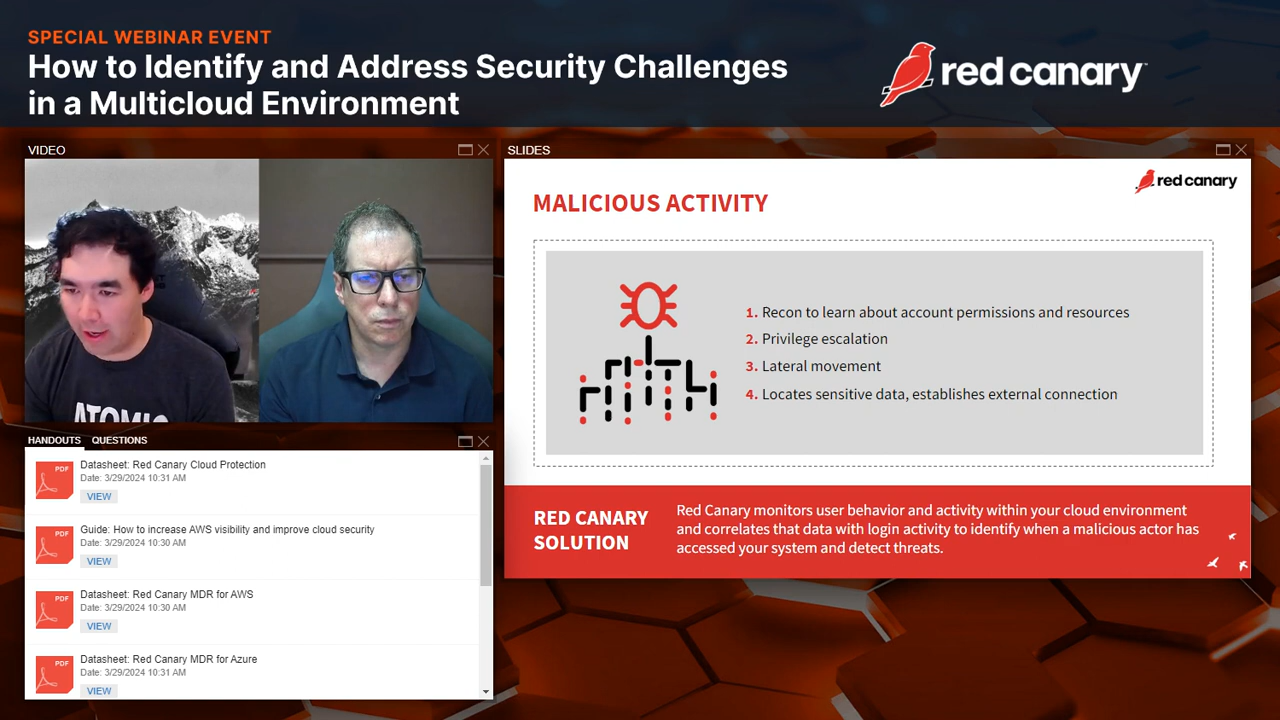 SPECIAL WEBINAR EVENT
How to Identify and Address Security Challenges
in a Multicloud Environment
red canary
VIDEO
ATOMIC
HANDOUTS QUESTIONS
PDF
Datasheet: Red Canary Cloud Protection
Date: 3/29/2024 10:31 AM
VIEW
PDF
Guide: How to increase AWS visibility and improve cloud security
Date: 3/29/2024 10:30 AM
VIEW
PDF
Datasheet: Red Canary MDR for AWS
Date: 3/29/2024 10:30 AM
VIEW
PDF
Datasheet: Red Canary MDR for Azure
Date: 3/29/2024 10:31 AM
VIEW
SLIDES
red canary
MALICIOUS ACTIVITY
1. Recon to learn about account permissions and resources
2. Privilege escalation
3. Lateral movement
4. Locates sensitive data, establishes external connection
RED CANARY
SOLUTION
Red Canary monitors user behavior and activity within your cloud environment
and correlates that data with login activity to identify when a malicious actor has
accessed your system and detect threats.